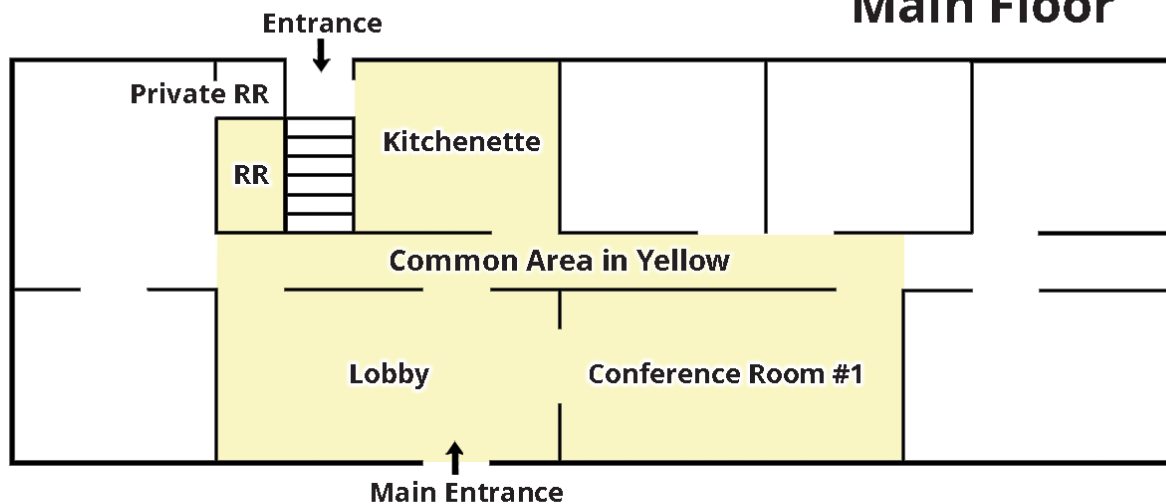 Main Floor
Entrance
Private RR
Kitchenette
RR
Common Area in Yellow
Lobby
Conference Room #1
Main Entrance